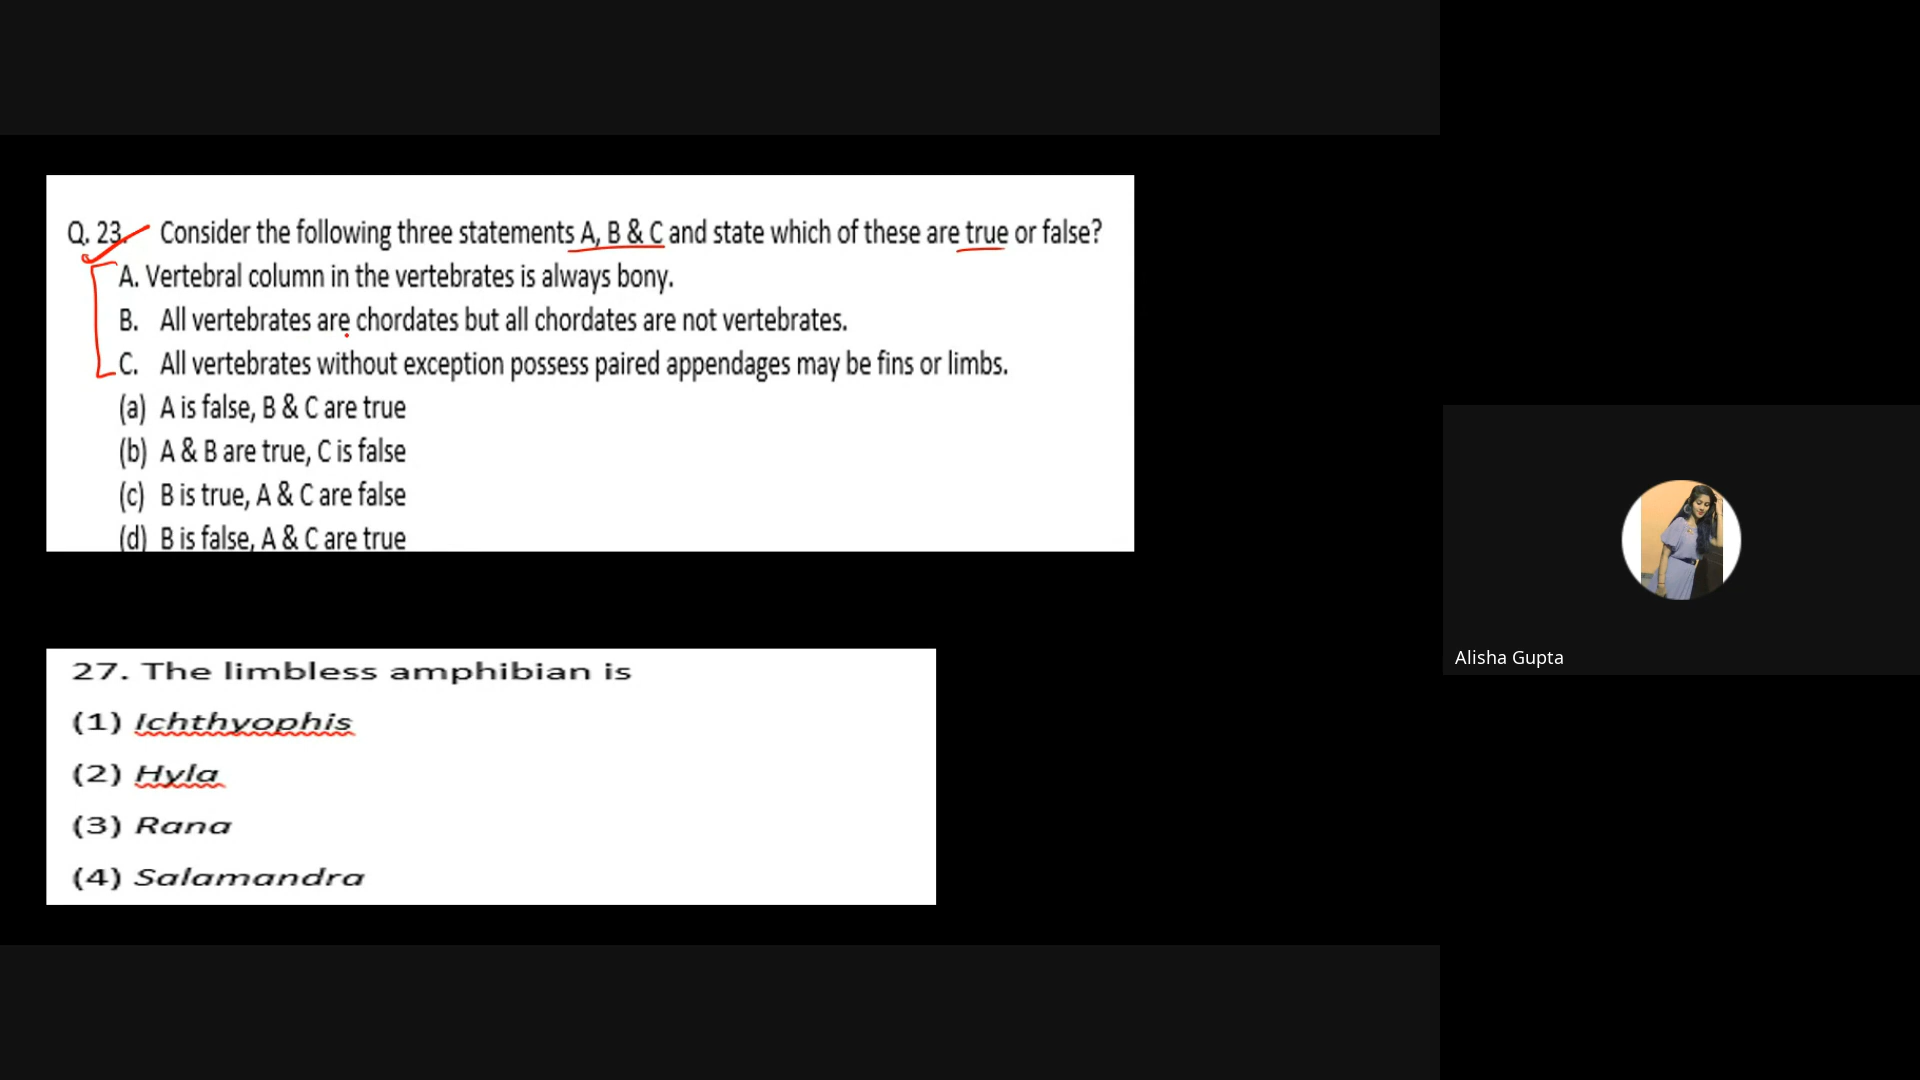 Q. 23. Consider the following three statements A, B & C and state which of these are true or false?
A. Vertebral column in the vertebrates is always bony.
B. All vertebrates are chordates but all chordates are not vertebrates.
C. All vertebrates without exception possess paired appendages may be fins or limbs.
(a) A is false, B & C are true
(b) A & B are true, C is false
(c) B is true, A & C are false
(d) B is false, A & C are true
27. The limbless amphibian is
(1) Ichthyophis
(2) Hyla
(3) Rana
(4) Salamandra
Alisha Gupta